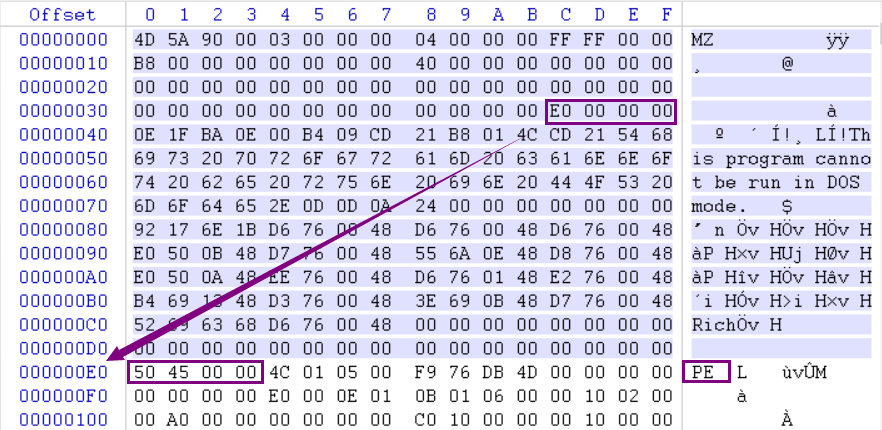 Offset 0 1 2 3 4 5 6 7 8 9 A B C D E F
00000000 4D 5A 90 00 03 00 00 00 04 00 00 00 FF FF 00 00 MZ ÿÿ
00000010 B8 00 00 00 00 00 00 00 40 00 00 00 00 00 00 00 ¸ @
00000020 00 00 00 00 00 00 00 00 00 00 00 00 00 00 00 00
00000030 00 00 00 00 00 00 00 00 00 00 00 00 E0 00 00 00 à
00000040 0E 1F BA 0E 00 B4 09 CD 21 B8 01 4C CD 21 54 68 º ´ Í!¸ LÍ!Th
00000050 69 73 20 70 72 6F 67 72 61 6D 20 63 61 6E 6E 6F is program canno
00000060 74 20 62 65 20 72 75 6E 20 69 6E 20 44 4F 53 20 t be run in DOS
00000070 6D 6F 64 65 2E 0D 0D 0A 24 00 00 00 00 00 00 00 mode. $
00000080 92 17 6E 1B D6 76 00 48 D6 76 00 48 D6 76 00 48 ´ n Öv HÖv HÖv H
00000090 E0 50 0B 48 D7 76 00 48 55 6A 0E 48 D8 76 00 48 àP H×v HUj HØv H
000000A0 E0 50 0A 48 EE 76 00 48 D6 76 01 48 E2 76 00 48 àP Hîv HÖv Hâv H
000000B0 B4 69 13 48 D3 76 00 48 3E 69 0B 48 D7 76 00 48 ´i HÓv H>i H×v H
000000C0 52 69 63 68 D6 76 00 48 00 00 00 00 00 00 00 00 RichÖv H
000000D0 00 00 00 00 00 00 00 00 00 00 00 00 00 00 00 00
000000E0 50 45 00 00 4C 01 05 00 F9 76 DB 4D 00 00 00 00 PE L ùvÛM
000000F0 00 00 00 00 E0 00 0E 01 0B 01 06 00 00 10 02 00 à
00000100 00 A0 00 00 00 00 00 00 C0 10 00 00 00 10 00 00 À